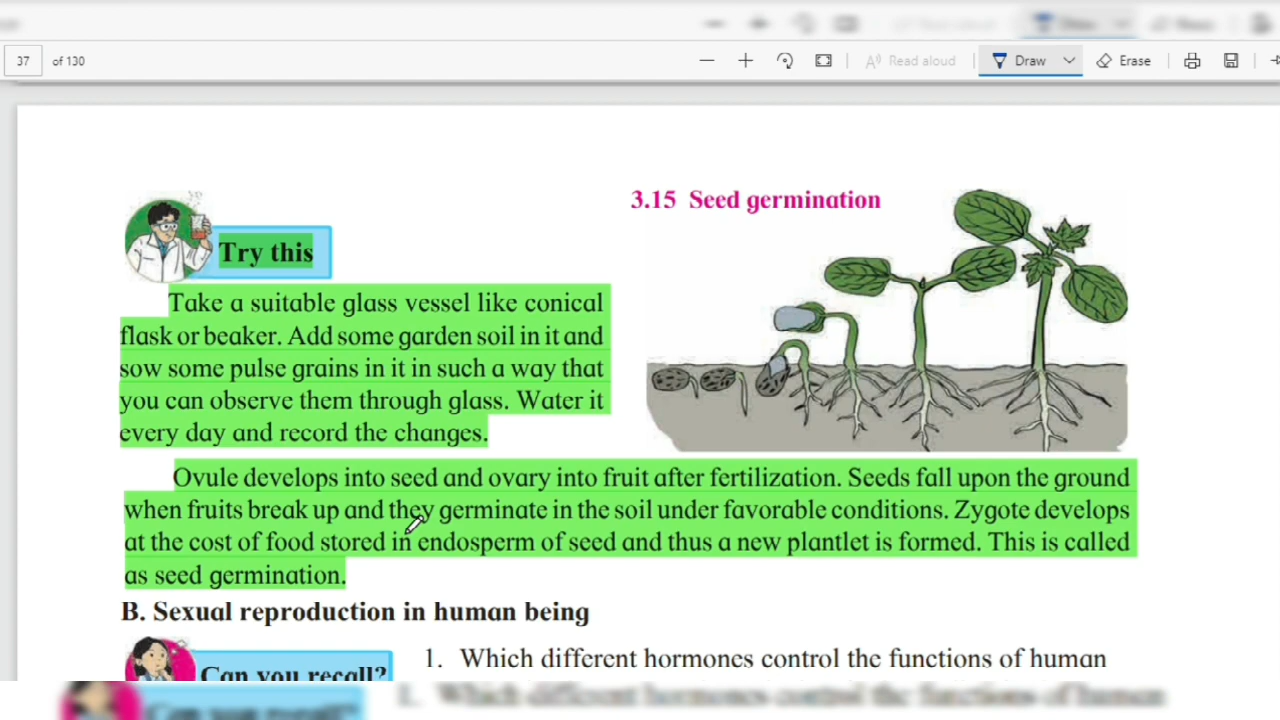 37 of 130
Read aloud
Draw
Erase
3.15 Seed germination
Try this
Take a suitable glass vessel like conical
flask or beaker. Add some garden soil in it and
sow some pulse grains in it in such a way that
you can observe them through glass. Water it
every day and record the changes.
Ovule develops into seed and ovary into fruit after fertilization. Seeds fall upon the ground
when fruits break up and they germinate in the soil under favorable conditions. Zygote develops
at the cost of food stored in endosperm of seed and thus a new plantlet is formed. This is called
as seed germination.
B. Sexual reproduction in human being
Can you recall?
1. Which different hormones control the functions of human